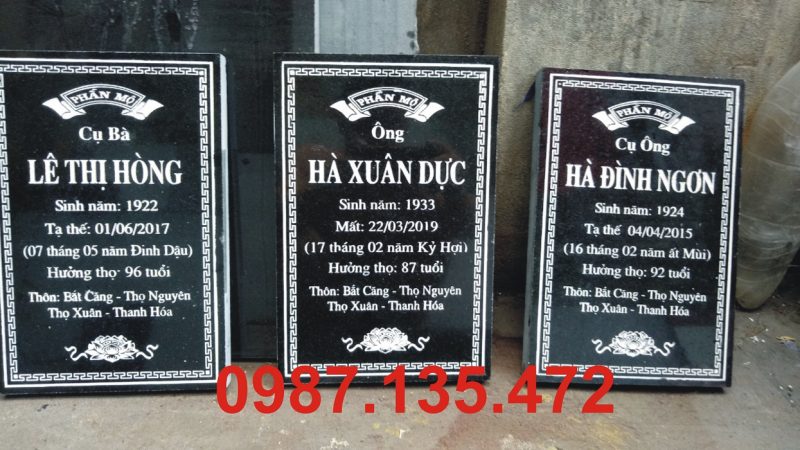 PHẦN MỘ
Cụ Bà
LÊ THỊ HÒNG
Sinh năm: 1922
Tạ thế: 01/06/2017
(07 tháng 05 năm Đinh Dậu)
Hưởng thọ 96 tuổi
Thôn: Bắt Căng - Thọ Nguyên
Thọ Xuân - Thanh Hóa
PHẦN MỘ
Ông
HÀ XUÂN DỰC
Sinh năm: 1933
Mất: 22/03/2019
(17 tháng 02 năm Kỷ Hợi)
Hưởng thọ: 87 tuổi
Thôn: Bắt Căng - Thọ Nguyên
Thọ Xuân - Thanh Hóa
PHẦN MỘ
Cụ Ông
HÀ ĐÌNH NGƠN
Sinh năm: 1924
Tạ thế 04/04/2015
(16 tháng 02 năm ất Mùi)
Hưởng thọ: 92 tuổi
Thôn: Bắt Căng - Thọ Nguyên
Thọ Xuân - Thanh Hóa
0987.135.472